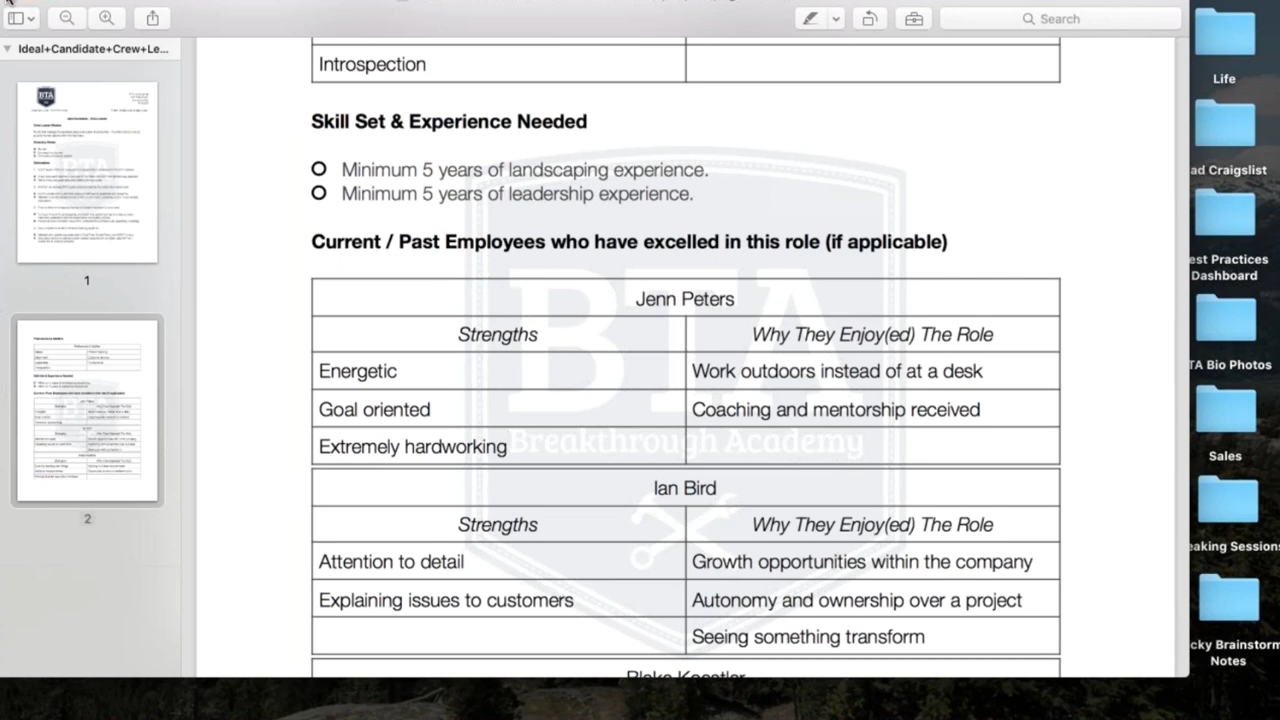 Search
Ideal+Candidate+Crew+Le...
1
2
Introspection
Skill Set & Experience Needed
Minimum 5 years of landscaping experience.
Minimum 5 years of leadership experience.
Current / Past Employees who have excelled in this role (if applicable)
Jenn Peters
Strengths
Why They Enjoy(ed) The Role
Energetic
Work outdoors instead of at a desk
Goal oriented
Coaching and mentorship received
Extremely hardworking
Ian Bird
Strengths
Why They Enjoy(ed) The Role
Attention to detail
Growth opportunities within the company
Explaining issues to customers
Autonomy and ownership over a project
Seeing something transform
BTA
Life
ad Craigslist
est Practices
Dashboard
TA Bio Photos
Sales
eaking Sessions
cky Brainstorm
Notes